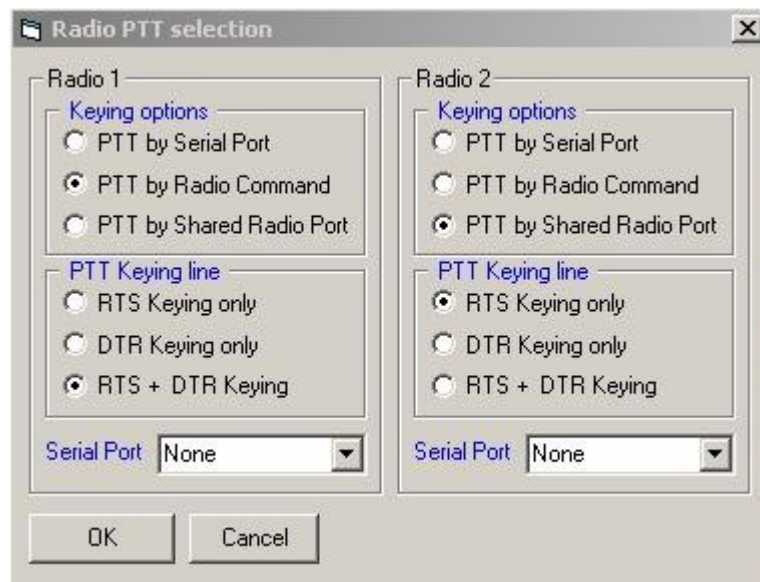 Radio PTT selection
Radio 1
Keying options
PTT by Serial Port
PTT by Radio Command
PTT by Shared Radio Port
PTT Keying line
RTS Keying only
DTR Keying only
RTS + DTR Keying
Serial Port None
Radio 2
Keying options
PTT by Serial Port
PTT by Radio Command
PTT by Shared Radio Port
PTT Keying line
RTS Keying only
DTR Keying only
RTS + DTR Keying
Serial Port None
OK
Cancel